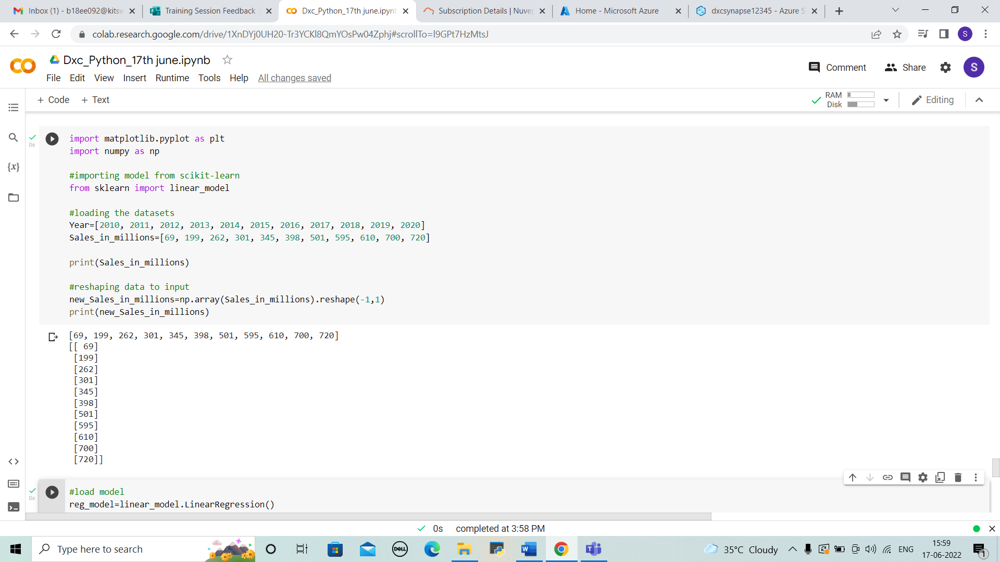 Inbox (1) - b18ee092@kitsw
Training Session Feedback
Dxc_Python_17th june.ipynb
Subscription Details | Nuvep
Home - Microsoft Azure
dxcsynapse12345 - Azure S
colab.research.google.com/drive/1XnDYj0UH20-Tr3YCKl8QmYOsPw04Zphj#scrollTo=l9GPt7HzMtsJ
S
CO
Dxc_Python_17th june.ipynb
Comment
Share
S
File Edit View Insert Runtime Tools Help All changes saved
+ Code + Text
RAM
Disk
Editing
{x}
0s
import matplotlib.pyplot as plt
import numpy as np
#importing model from scikit-learn
from sklearn import linear_model
#loading the datasets
Year=[2010, 2011, 2012, 2013, 2014, 2015, 2016, 2017, 2018, 2019, 2020]
Sales_in_millions=[69, 199, 262, 301, 345, 398, 501, 595, 610, 700, 720]
print(Sales_in_millions)
#reshaping data to input
new_Sales_in_millions=np.array(Sales_in_millions).reshape(-1,1)
print(new_Sales_in_millions)
[69, 199, 262, 301, 345, 398, 501, 595, 610, 700, 720]
[[ 69]
[199]
[262]
[301]
[345]
[398]
[501]
[595]
[610]
[700]
[720]]
0s
#load model
reg_model=linear_model.LinearRegression()
0s completed at 3:58 PM
Type here to search
DELL
W
35°C Cloudy
ENG
15:59
17-06-2022
1